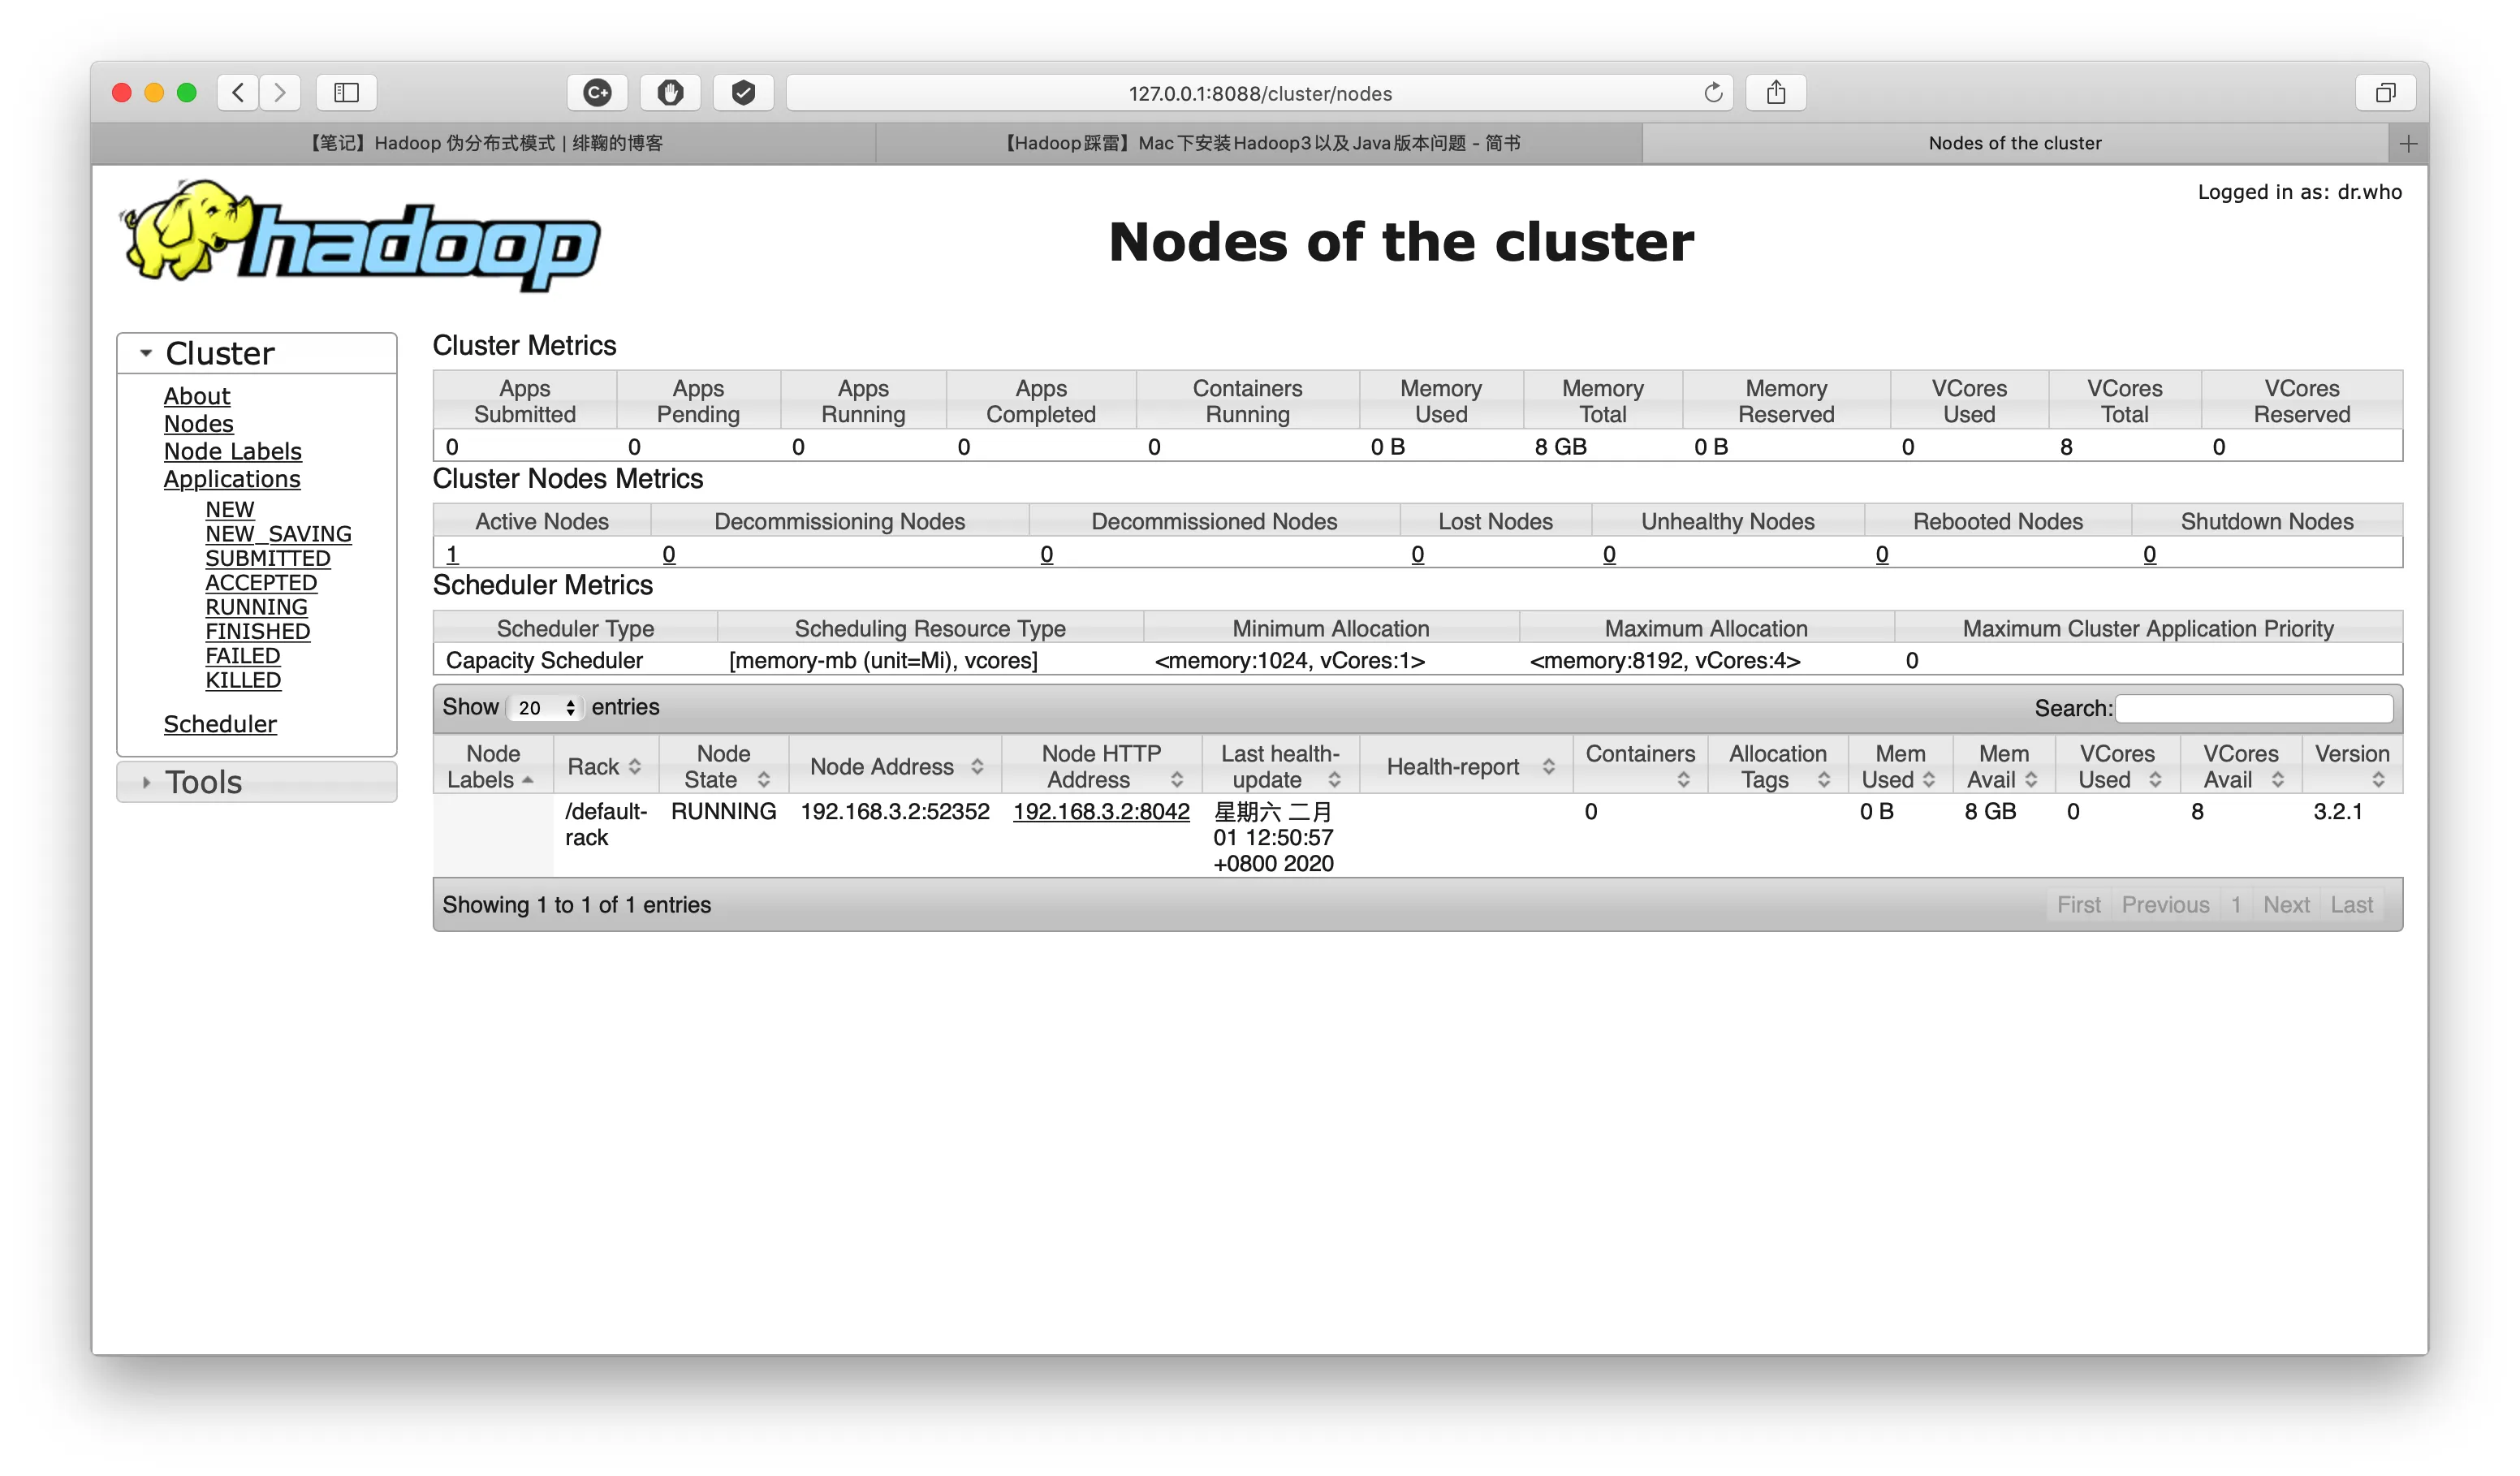 127.0.0.1:8088/cluster/nodes
【笔记】Hadoop 伪分布式模式 | 绯鞠的博客
【Hadoop踩雷】Mac下安装Hadoop3以及Java版本问题 - 简书
Nodes of the cluster
Logged in as: dr.who
hadoop
Nodes of the cluster
Cluster
About
Nodes
Node Labels
Applications
NEW
NEW_SAVING
SUBMITTED
ACCEPTED
RUNNING
FINISHED
FAILED
KILLED
Scheduler
Tools
Cluster Metrics
Apps Submitted Apps Pending Apps Running Apps Completed Containers Running Memory Used Memory Total Memory Reserved VCores Used VCores Total VCores Reserved
0 0 0 0 0 0 B 8 GB 0 B 0 8 0
Cluster Nodes Metrics
Active Nodes Decommissioning Nodes Decommissioned Nodes Lost Nodes Unhealthy Nodes Rebooted Nodes Shutdown Nodes
1 0 0 0 0 0 0
Scheduler Metrics
Scheduler Type Scheduling Resource Type Minimum Allocation Maximum Allocation Maximum Cluster Application Priority
Capacity Scheduler [memory-mb (unit=Mi), vcores] <memory:1024, vCores:1> <memory:8192, vCores:4> 0
Show 20 entries Search:
Node Labels Rack Node State Node Address Node HTTP Address Last health-update Health-report Containers Allocation Tags Mem Used Mem Avail VCores Used VCores Avail Version
/default-rack RUNNING 192.168.3.2:52352 192.168.3.2:8042 星期六 二月 01 12:50:57 +0800 2020 0 0 B 8 GB 0 8 3.2.1
Showing 1 to 1 of 1 entries First Previous 1 Next Last